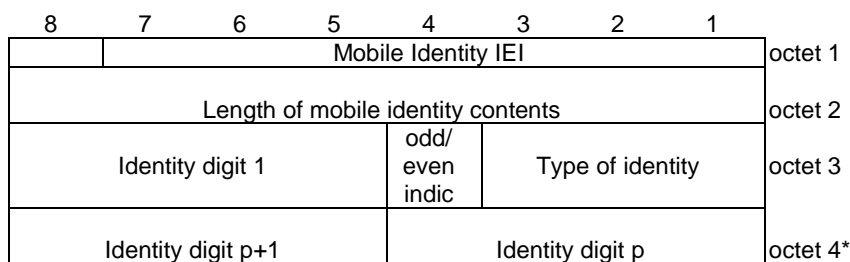 8 7 6 5 4 3 2 1
Mobile Identity IEI octet 1
Length of mobile identity contents octet 2
odd/
Identity digit 1 even Type of identity octet 3
indic
Identity digit p+1 Identity digit p octet 4*